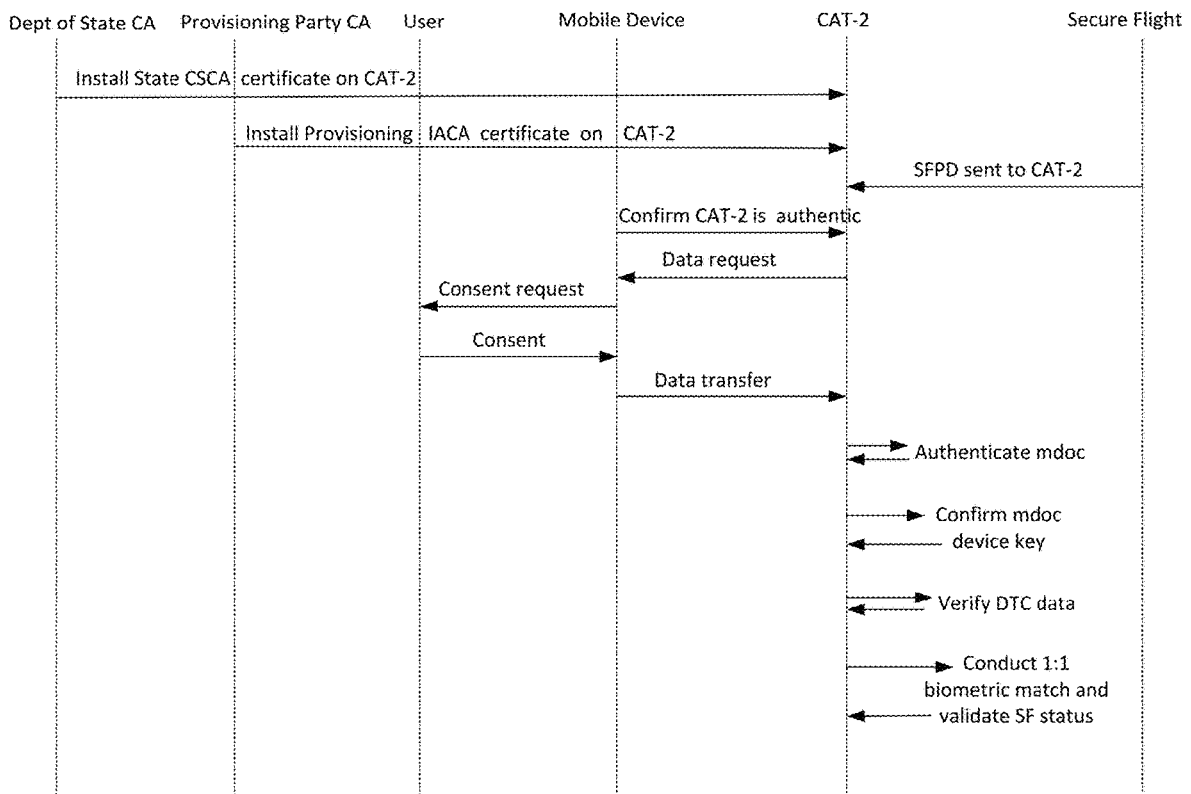 Dept of State CA Provisioning Party CA User Mobile Device CAT-2 Secure Flight
Install State CSCA certificate on CAT-2
Install Provisioning IACA certificate on CAT-2
SFPD sent to CAT-2
Confirm CAT-2 is authentic
Data request
Consent request
Consent
Data transfer
Authenticate mdoc
Confirm mdoc
device key
Verify DTC data
Conduct 1:1
biometric match and
validate SF status